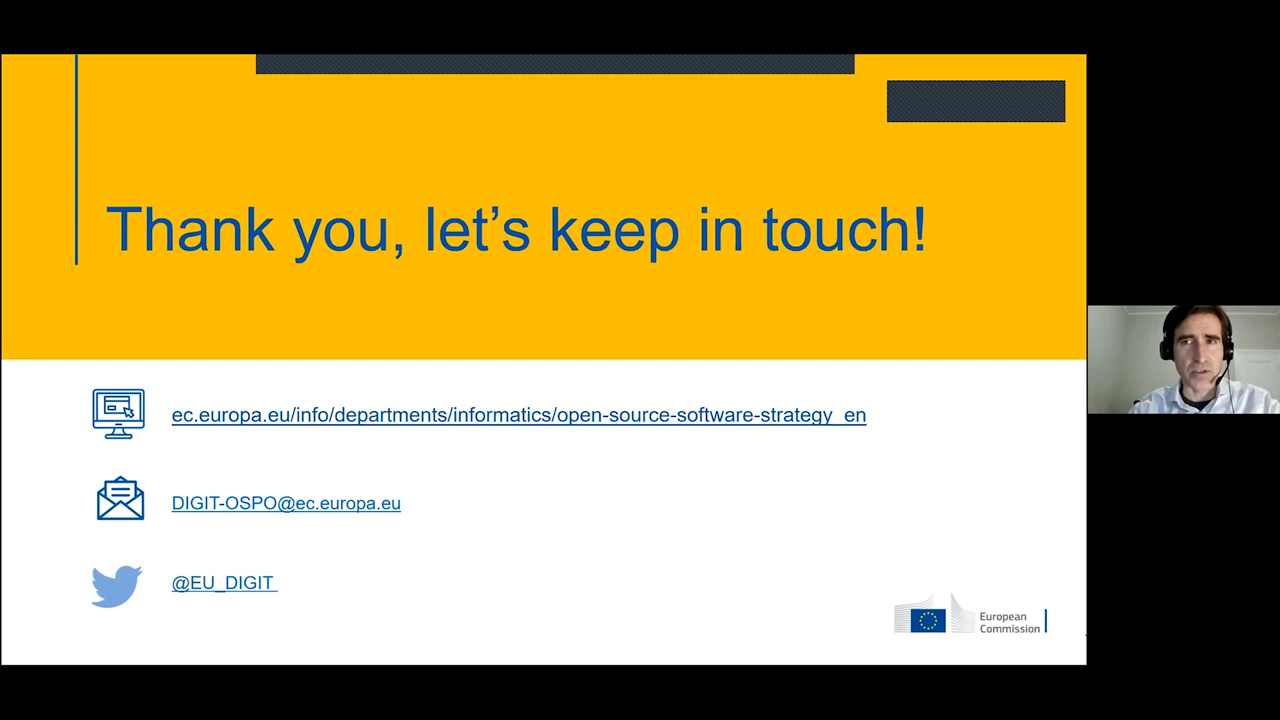 Thank you, let’s keep in touch!
ec.europa.eu/info/departments/informatics/open-source-software-strategy_en
DIGIT-OSPO@ec.europa.eu
@EU_DIGIT
European
Commission